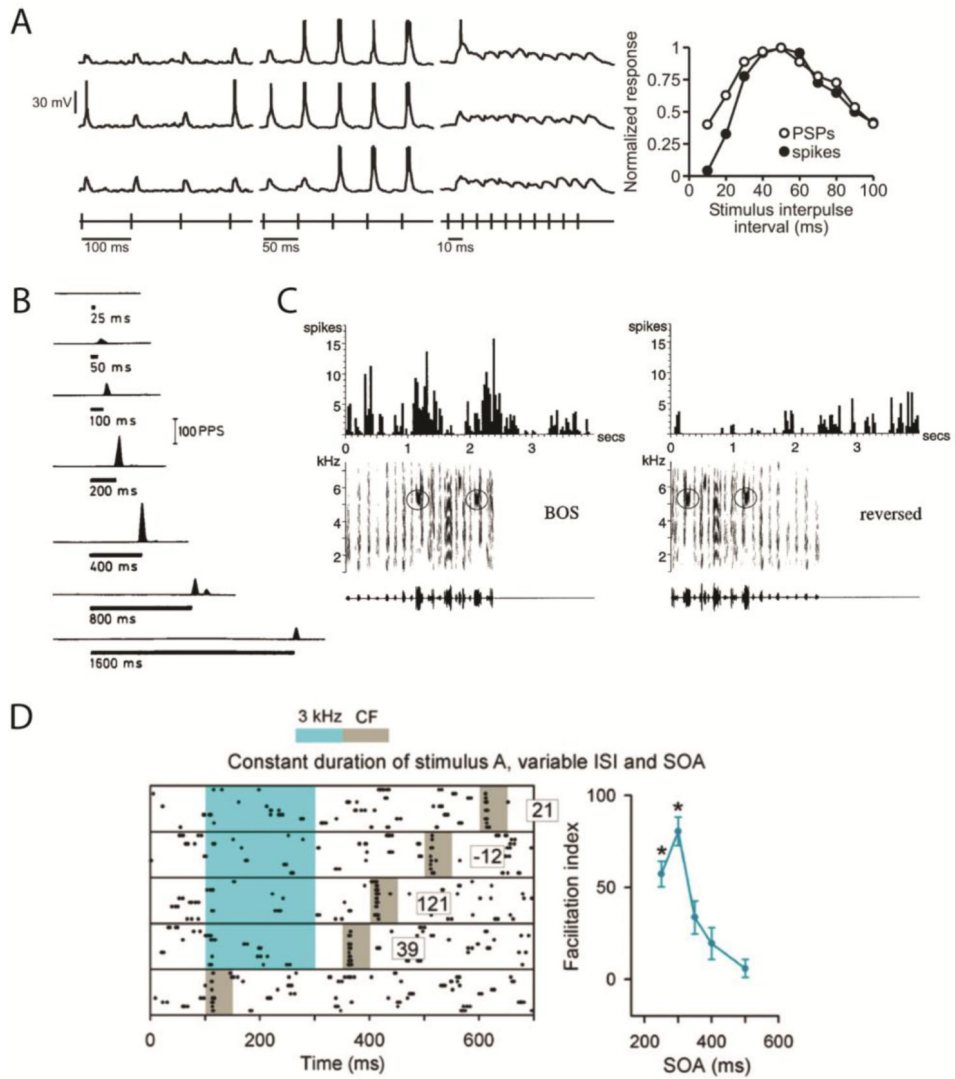 A
30 mV
100 ms
50 ms
10 ms
Normalized response
1
0.75
0.5
0.25
0
PSPs
spikes
0 20 40 60 80 100
Stimulus interpulse
interval (ms)
B
25 ms
50 ms
100 ms
100 PPS
200 ms
400 ms
800 ms
1600 ms
C
spikes
15
10
5
0
0 1 2 3
secs
kHz
6
4
2
BOS
spikes
15
10
5
0
0 1 2 3
secs
kHz
6
4
2
reversed
D
3 kHz CF
Constant duration of stimulus A, variable ISI and SOA
21
-12
121
39
0 200 400 600
Time (ms)
Facilitation index
100
50
0
* *
200 400 600
SOA (ms)